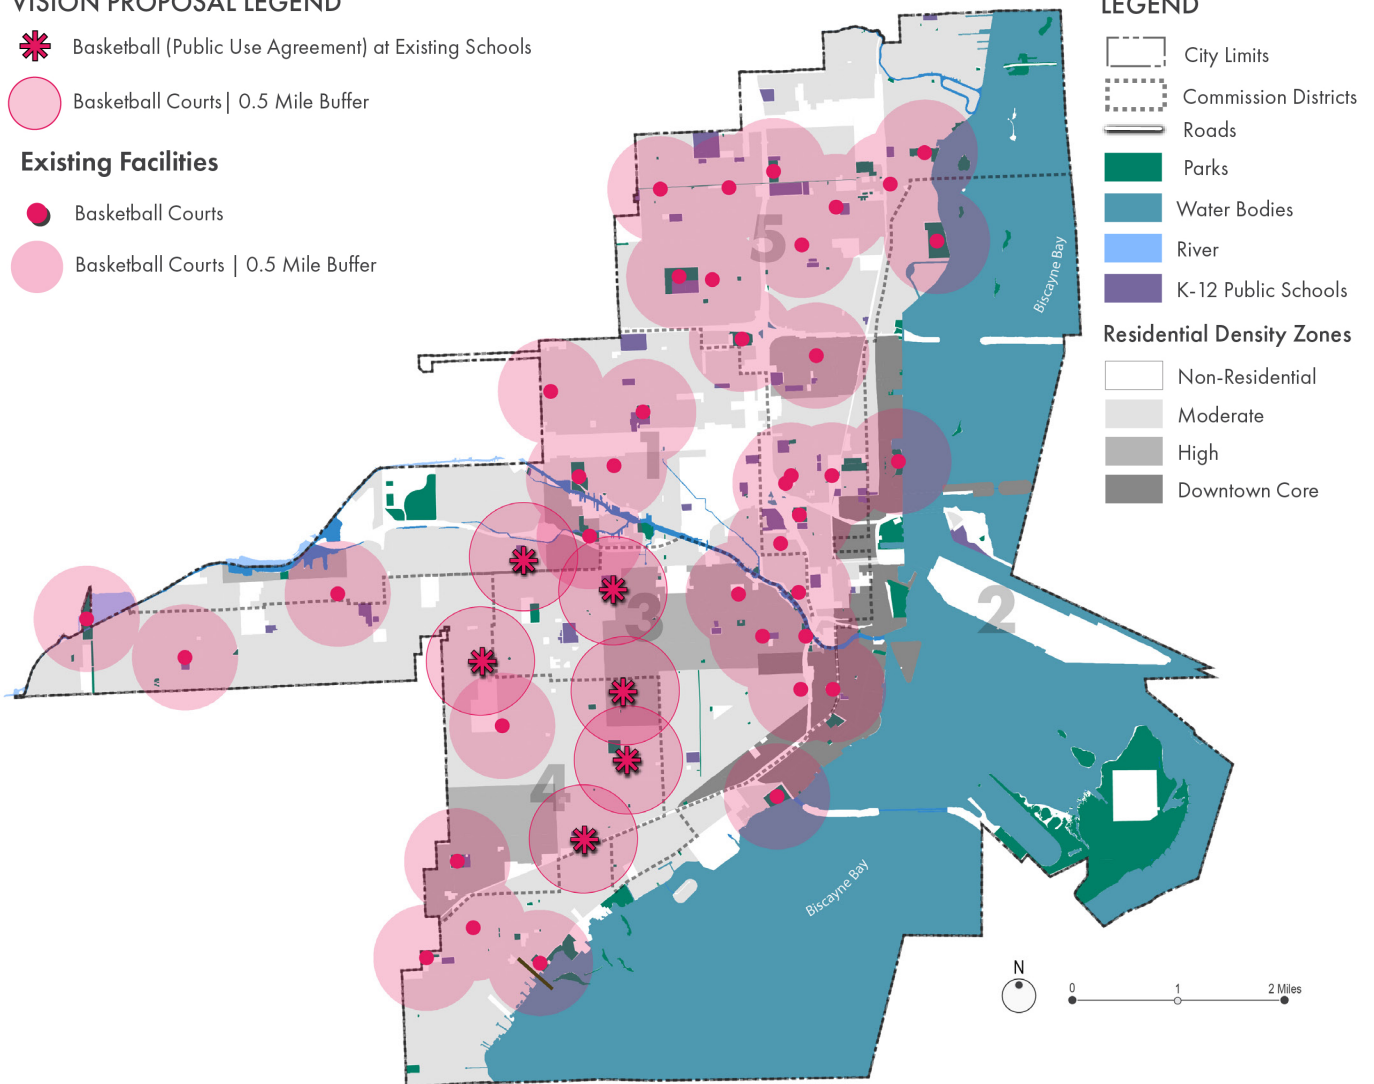 VISION PROPOSAL LEGEND
Basketball (Public Use Agreement) at Existing Schools
Basketball Courts| 0.5 Mile Buffer
Existing Facilities
Basketball Courts
Basketball Courts | 0.5 Mile Buffer
LEGEND
City Limits
Commission Districts
Roads
Parks
Water Bodies
River
K-12 Public Schools
Residential Density Zones
Non-Residential
Moderate
High
Downtown Core
5
Biscayne Bay
1
3
2
4
Biscayne Bay
N
0 1 2 Miles